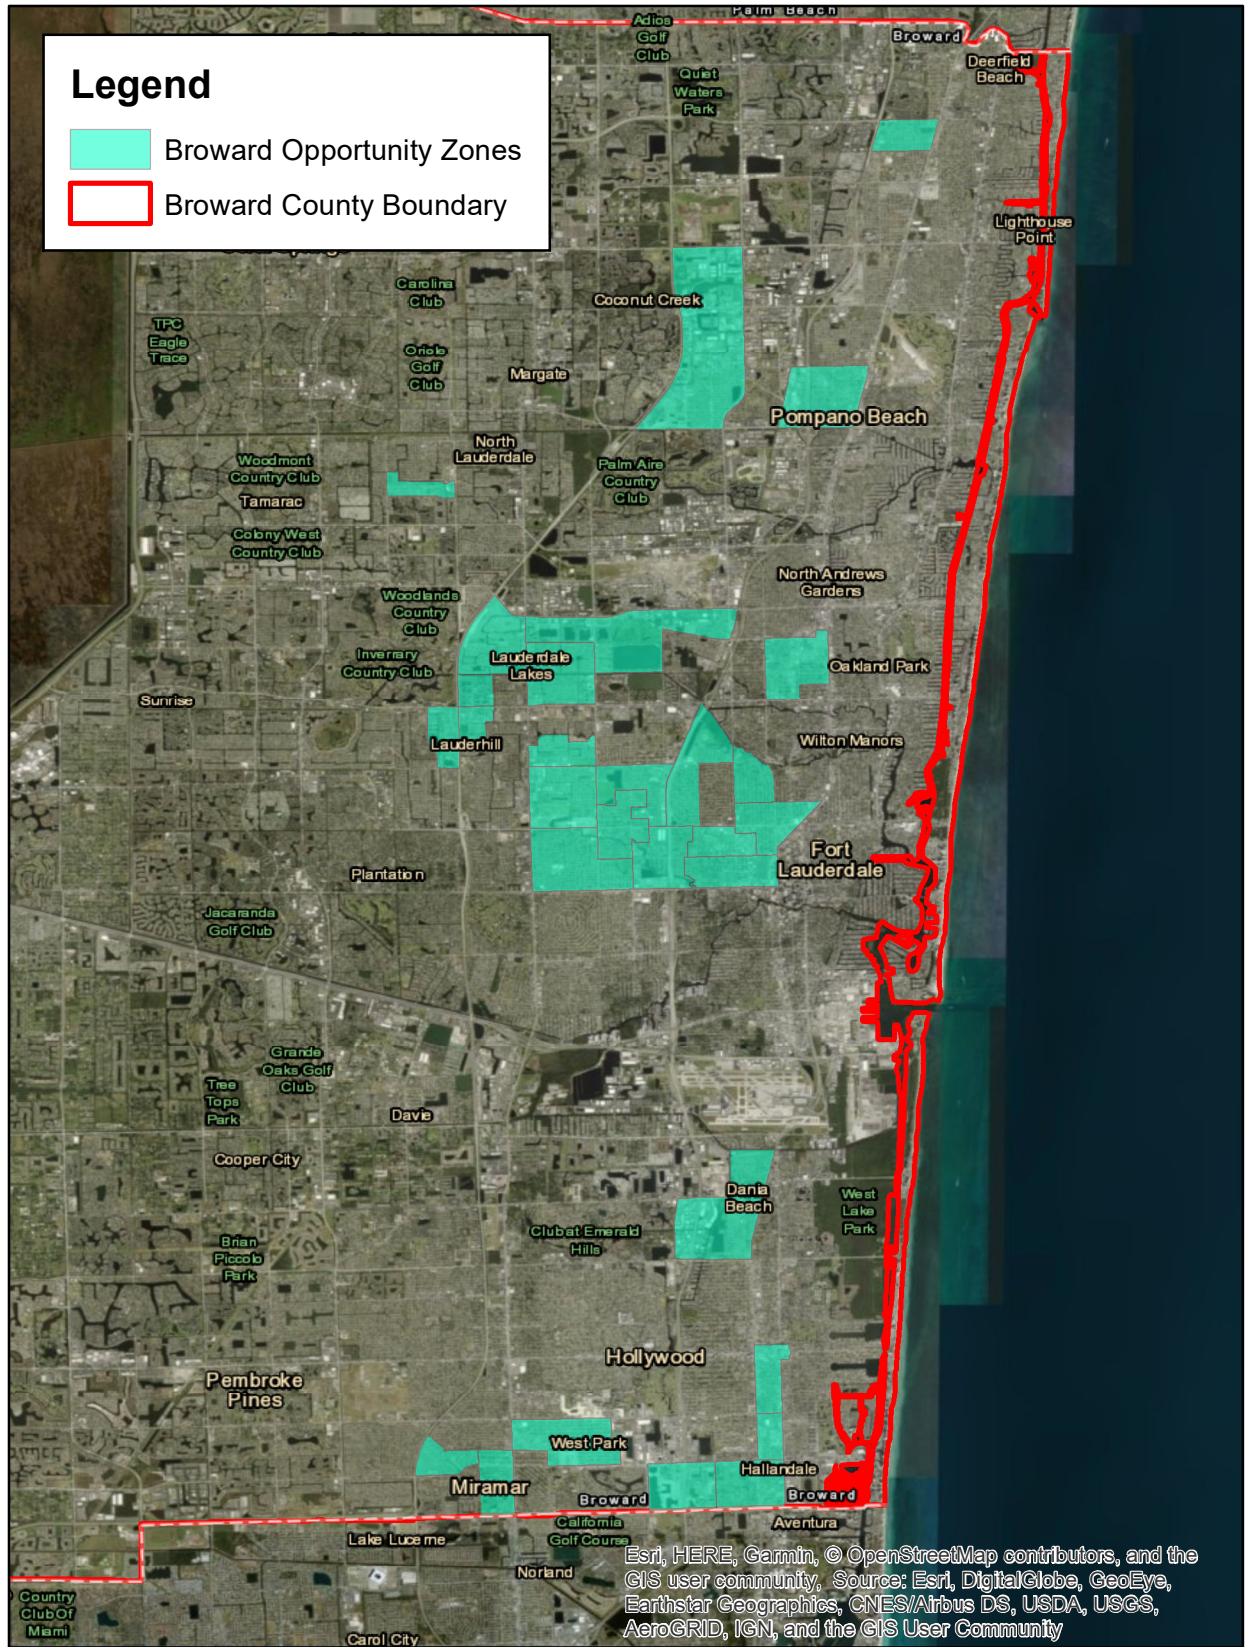 Palm Beach
Adios
Golf
Club
Broward
Deerfield
Beach
Quiet
Waters
Park
Legend
Broward Opportunity Zones
Broward County Boundary
Lighthouse
Point
Carolina
Club
Coconut Creek
TPC
Eagle
Trace
Oriole
Golf
Club
Margate
Pompano Beach
North
Lauderdale
Woodmont
Country Club
Tamarac
Palm Aire
Country
Club
Colony West
Country Club
North Andrews
Gardens
Woodlands
Country
Club
Inverrary
Country Club
Lauderdale
Lakes
Oakland Park
Sunrise
Lauderhill
Wilton Manors
Fort
Lauderdale
Plantation
Jacaranda
Golf Club
Grande
Oaks Golf
Club
Tree
Tops
Park
Davie
Cooper City
Dania
Beach
West
Lake
Park
Club at Emerald
Hills
Brian
Piccolo
Park
Hollywood
Pembroke
Pines
West Park
Hallandale
Miramar
Broward
Broward
California
Golf Course
Aventura
Lake Lucerne
Norland
Country
Club Of
Miami
Carol City
Esri, HERE, Garmin, © OpenStreetMap contributors, and the
GIS user community, Source: Esri, DigitalGlobe, GeoEye,
Earthstar Geographics, CNES/Airbus DS, USDA, USGS,
AeroGRID, IGN, and the GIS User Community